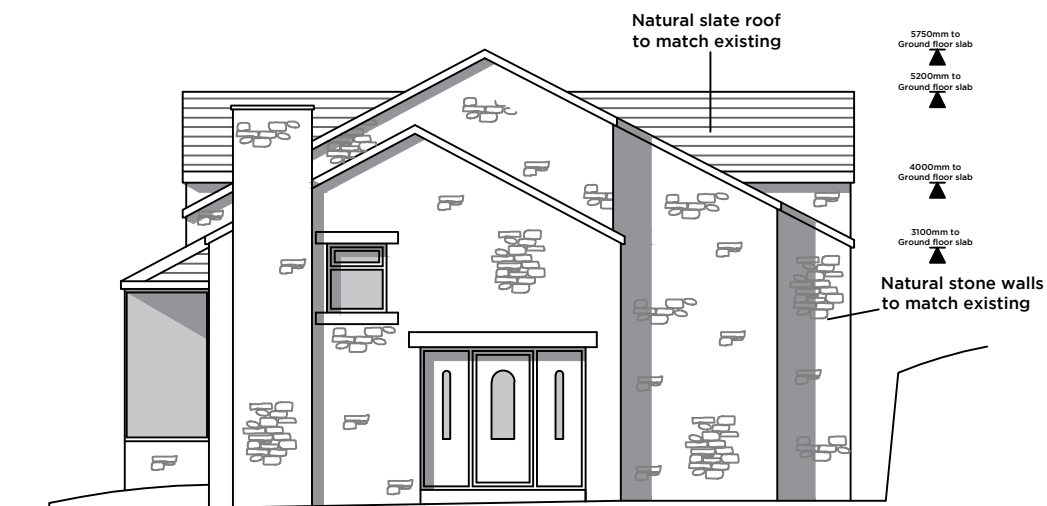 Natural slate roof
to match existing
5750mm to
Ground floor slab
5200mm to
Ground floor slab
4000mm to
Ground floor slab
3100mm to
Ground floor slab
Natural stone walls
to match existing